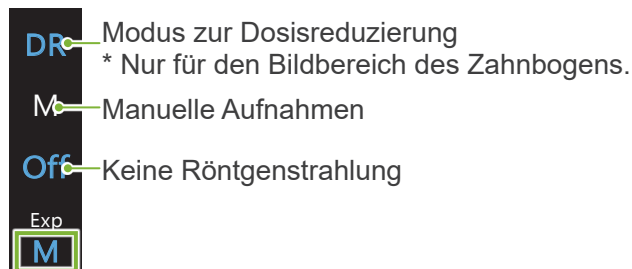 DR Modus zur Dosisreduzierung
* Nur für den Bildbereich des Zahnbogens.
M Manuelle Aufnahmen
Off Keine Röntgenstrahlung
Exp
M